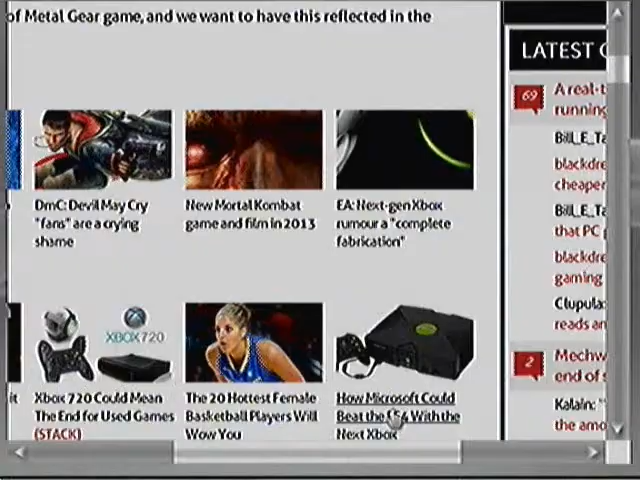 of Metal Gear game, and we want to have this reflected in the
LATEST
69
A real-t
running
DmC: Devil May Cry
"fans" are a crying
shame
New Mortal Kombat
game and film in 2013
EA: Next-gen Xbox
rumour a "complete
fabrication"
Bill_E_Ta
blackdre
cheaper
Bill_E_Ta
that PC
blackdre
gaming
Clupula:
reads an
XBOX 720
it
Xbox 720 Could Mean
The End for Used Games
(STACK)
The 20 Hottest Female
Basketball Players Will
Wow You
How Microsoft Could
Beat the PS4 With the
Next Xbox
2
Mechw
end of s
Kalain: "
the amo